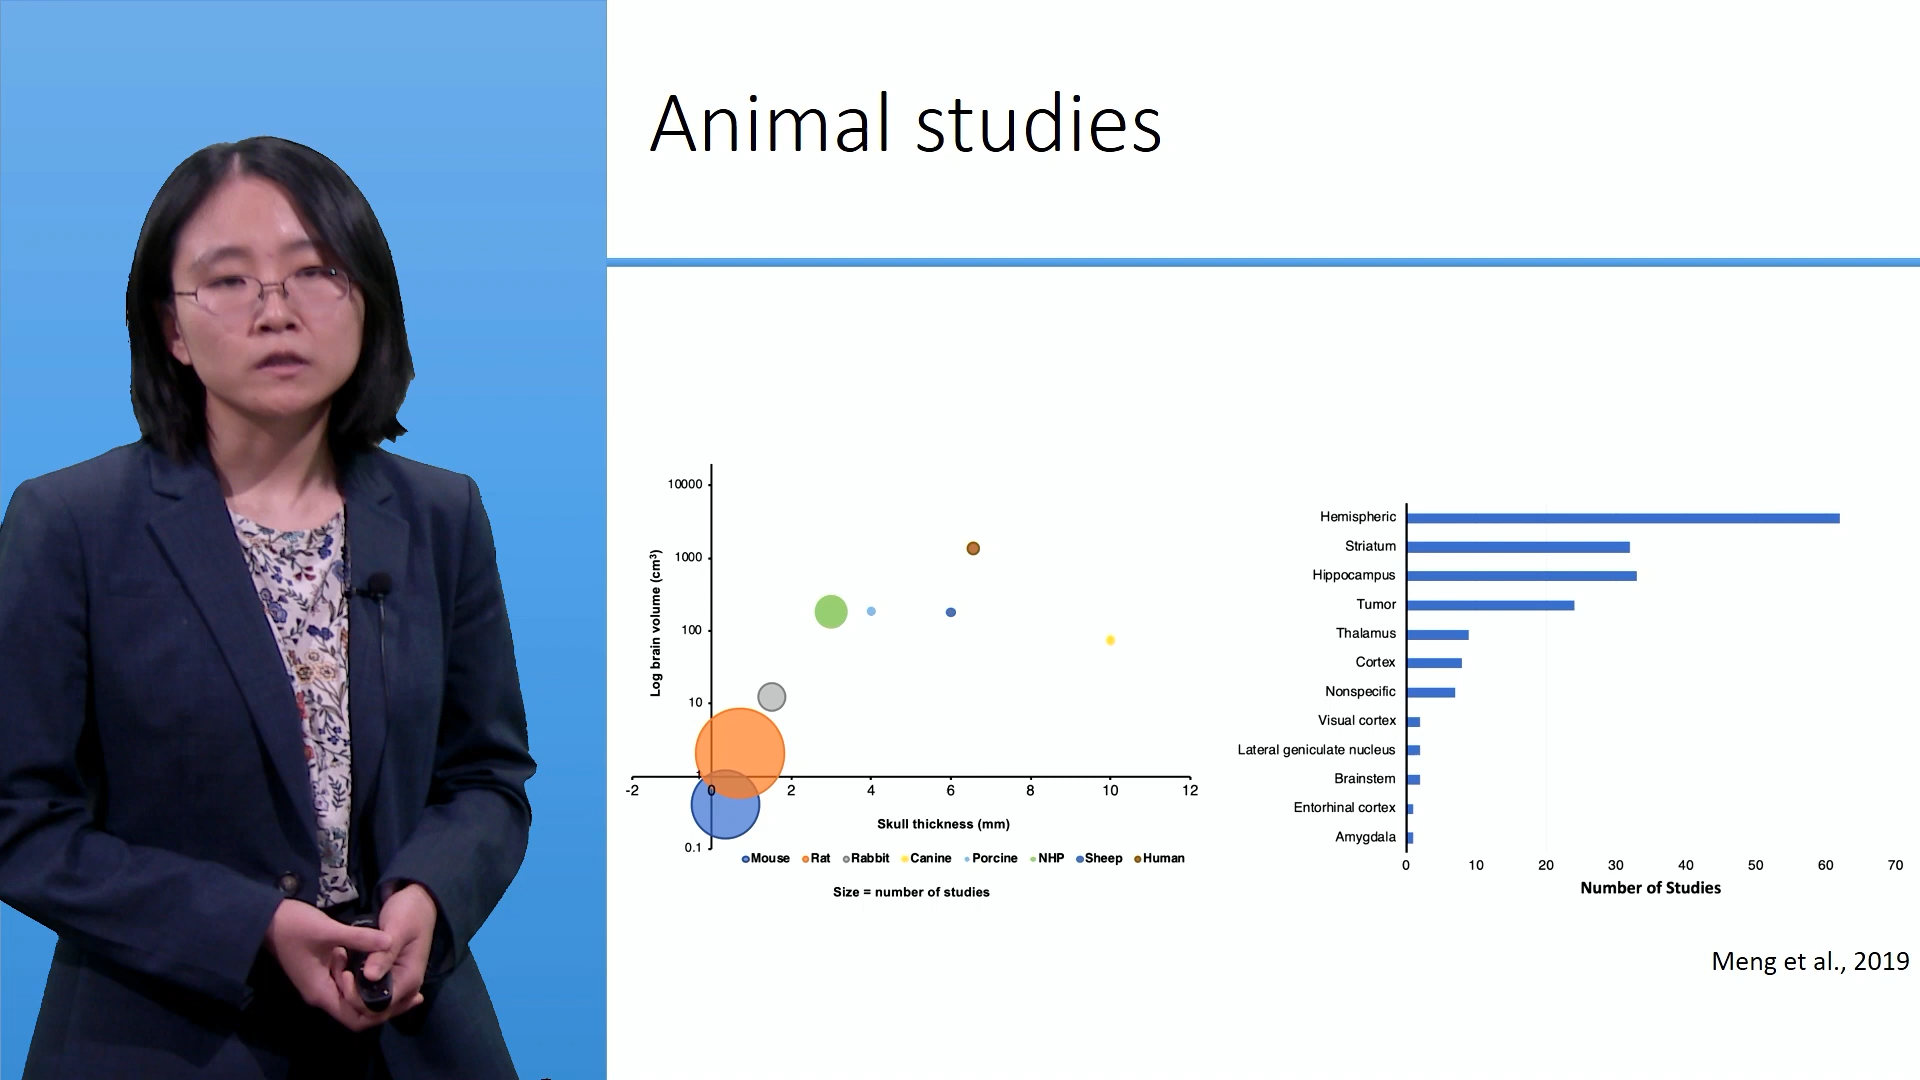 Animal studies
10000
1000
100
10
1
0.1
Log brain volume (cm³)
-2 0 2 4 6 8 10 12
Skull thickness (mm)
Mouse Rat Rabbit Canine Porcine NHP Sheep Human
Size = number of studies
Hemispheric
Striatum
Hippocampus
Tumor
Thalamus
Cortex
Nonspecific
Visual cortex
Lateral geniculate nucleus
Brainstem
Entorhinal cortex
Amygdala
0 10 20 30 40 50 60 70
Number of Studies
Meng et al., 2019